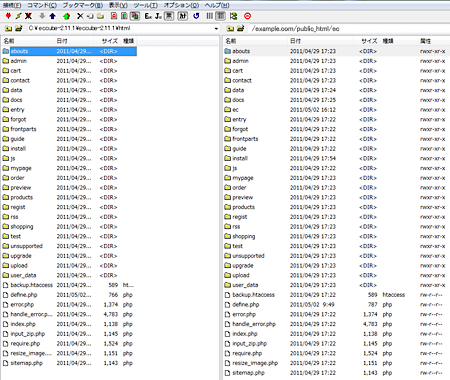 接続(F) コマンド(C) ブックマーク(B) 表示(V) ツール(T) オプション(O) ヘルプ(H)
C:¥eccube-2.11.1¥eccube-2.11.1¥html
名前 日付 サイズ 種類
abouts 2011/04/29... <DIR>
admin 2011/04/29... <DIR>
cart 2011/04/29... <DIR>
contact 2011/04/29... <DIR>
data 2011/04/29... <DIR>
docs 2011/04/29... <DIR>
entry 2011/04/29... <DIR>
forgot 2011/04/29... <DIR>
frontparts 2011/04/29... <DIR>
guide 2011/04/29... <DIR>
install 2011/04/29... <DIR>
js 2011/04/29... <DIR>
mypage 2011/04/29... <DIR>
order 2011/04/29... <DIR>
preview 2011/04/29... <DIR>
products 2011/04/29... <DIR>
regist 2011/04/29... <DIR>
rss 2011/04/29... <DIR>
shopping 2011/04/29... <DIR>
test 2011/04/29... <DIR>
unsupported 2011/04/29... <DIR>
upgrade 2011/04/29... <DIR>
upload 2011/04/29... <DIR>
user_data 2011/04/29... <DIR>
backup.htaccess 2011/04/29... 589 ht...
define.php 2011/05/02... 766 php
error.php 2011/04/29... 1,374 php
handle_error.p... 2011/04/29... 4,783 php
index.php 2011/04/29... 1,138 php
input_zip.php 2011/04/29... 1,145 php
require.php 2011/04/29... 1,524 php
resize_image.... 2011/04/29... 1,151 php
sitemap.php 2011/04/29... 1,143 php
/example.com/public_html/ec
名前 日付 サイズ 種類 属性
abouts 2011/04/29 17:23 <DIR> rwxr-xr-x
admin 2011/04/29 17:23 <DIR> rwxr-xr-x
cart 2011/04/29 17:22 <DIR> rwxr-xr-x
contact 2011/04/29 17:23 <DIR> rwxr-xr-x
data 2011/04/29 17:24 <DIR> rwxr-xr-x
docs 2011/04/29 17:25 <DIR> rwxr-xr-x
ec 2011/05/02 16:12 <DIR> rwxr-xr-x
entry 2011/04/29 17:22 <DIR> rwxr-xr-x
forgot 2011/04/29 17:22 <DIR> rwxr-xr-x
frontparts 2011/04/29 17:22 <DIR> rwxr-xr-x
guide 2011/04/29 17:22 <DIR> rwxr-xr-x
install 2011/04/29 17:54 <DIR> rwxr-xr-x
js 2011/04/29 17:22 <DIR> rwxr-xr-x
mypage 2011/04/29 17:23 <DIR> rwxr-xr-x
order 2011/04/29 17:23 <DIR> rwxr-xr-x
preview 2011/04/29 17:23 <DIR> rwxr-xr-x
products 2011/04/29 17:22 <DIR> rwxr-xr-x
regist 2011/04/29 17:23 <DIR> rwxr-xr-x
rss 2011/04/29 17:23 <DIR> rwxr-xr-x
shopping 2011/04/29 17:23 <DIR> rwxr-xr-x
test 2011/04/29 17:23 <DIR> rwxr-xr-x
unsupported 2011/04/29 17:23 <DIR> rwxr-xr-x
upgrade 2011/04/29 17:22 <DIR> rwxr-xr-x
upload 2011/04/29 17:23 <DIR> rwxr-xr-x
user_data 2011/04/29 17:23 <DIR> rwxr-xr-x
backup.htaccess 2011/04/29 17:22 589 htaccess rw-r--r--
define.php 2011/05/02 9:49 787 php rw-r--r--
error.php 2011/04/29 17:22 1,374 php rw-r--r--
handle_error.php 2011/04/29 17:22 4,783 php rw-r--r--
index.php 2011/04/29 17:22 1,138 php rw-r--r--
input_zip.php 2011/04/29 17:22 1,145 php rw-r--r--
require.php 2011/04/29 17:22 1,524 php rw-r--r--
resize_image.php 2011/04/29 17:22 1,151 php rw-r--r--
sitemap.php 2011/04/29 17:22 1,143 php rw-r--r--